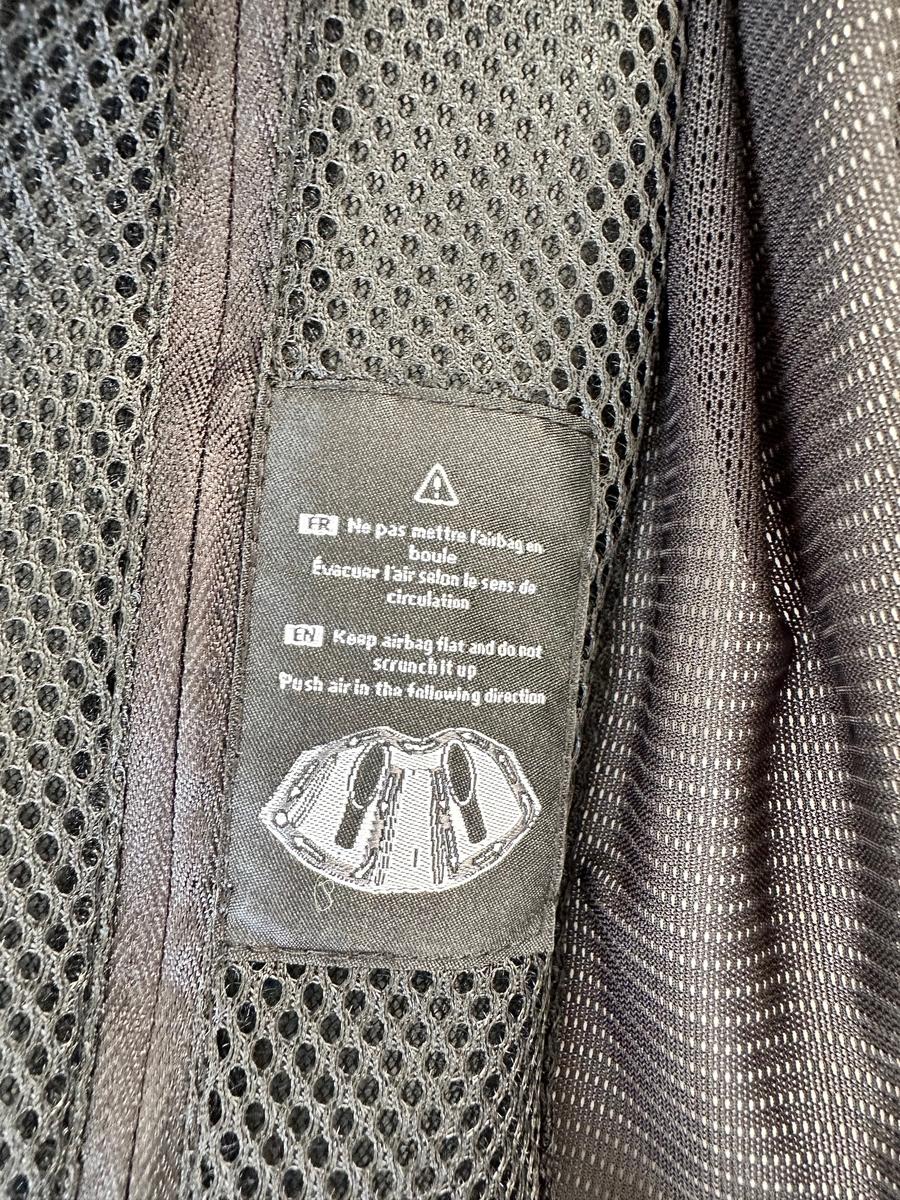 FR Ne pas mettre l'airbag en
boule
Évacuer l'air selon le sens de
circulation
EN Keep airbag flat and do not
scrunch it up
Push air in the following direction